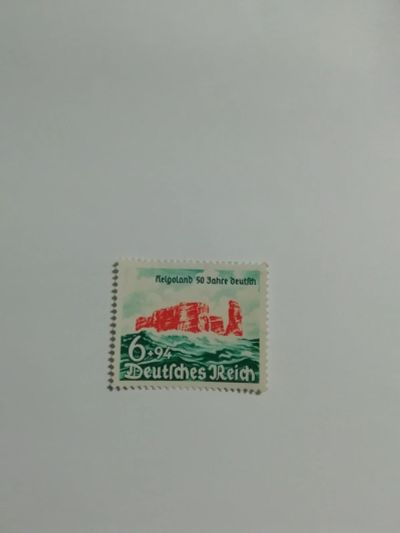 Helgoland 50 Jahre deutsch
6+94
Deutsches Reich